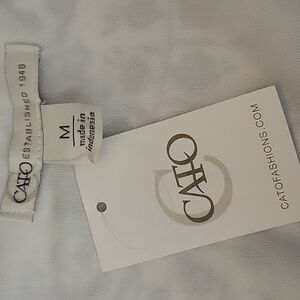 CATO ESTABLISHED 1946
M
made in
indonesia
CATO
CATOFASHIONS.COM